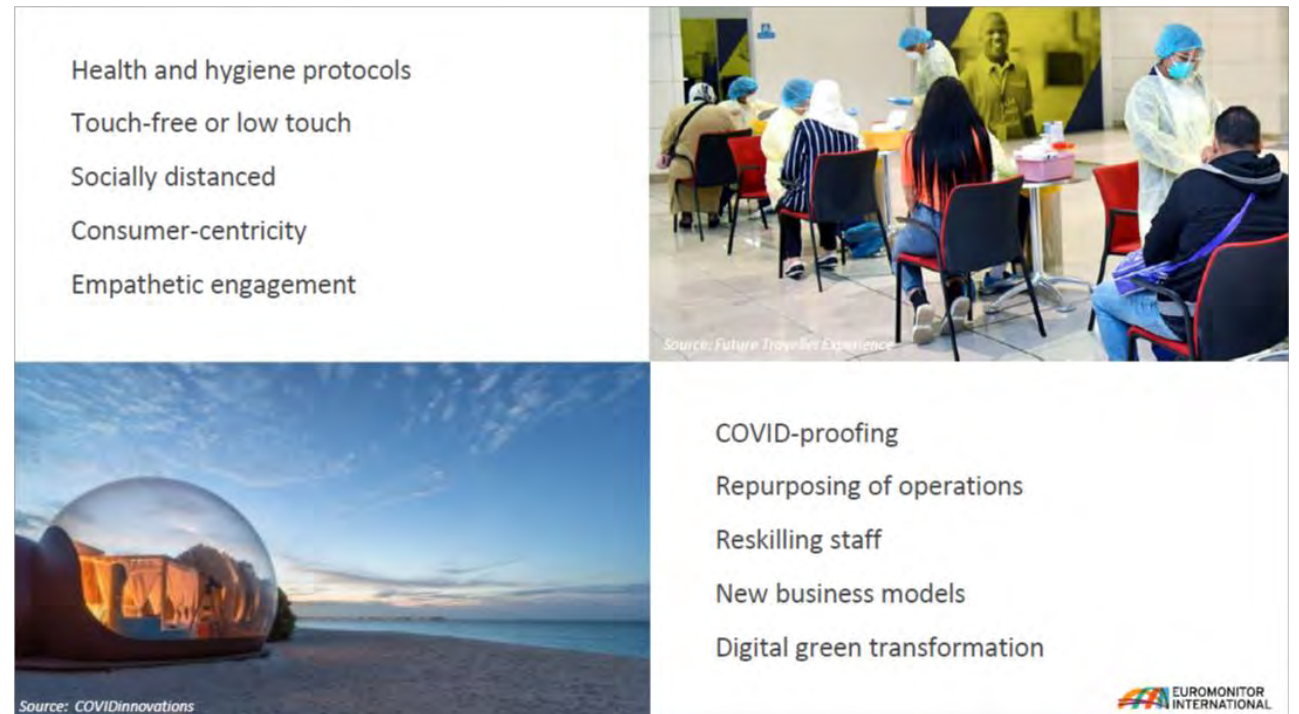 Health and hygiene protocols
Touch-free or low touch
Socially distanced
Consumer-centricity
Empathetic engagement
Source: Future Traveller Experience
COVID-proofing
Repurposing of operations
Reskilling staff
New business models
Digital green transformation
Source: COVIDinnovations
EUROMONITOR
INTERNATIONAL